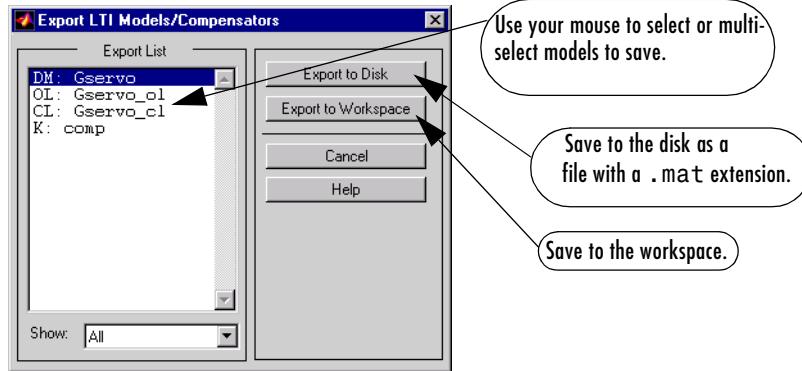 Export LTI Models/Compensators
Export List
DM: Gservo
OL: Gservo_ol
CL: Gservo_cl
K: comp
Show: All
Export to Disk
Export to Workspace
Cancel
Help
Use your mouse to select or multi-
select models to save.
Save to the disk as a
file with a .mat extension.
Save to the workspace.